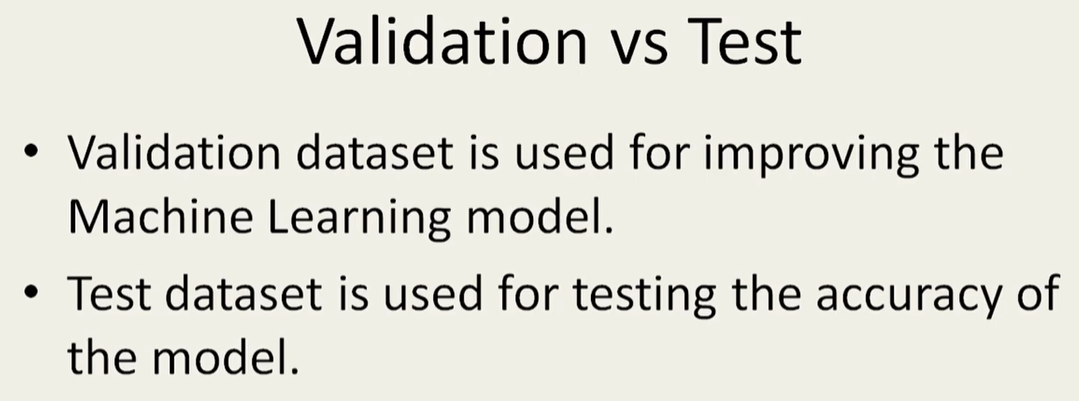 Validation vs Test
• Validation dataset is used for improving the
Machine Learning model.
• Test dataset is used for testing the accuracy of
the model.